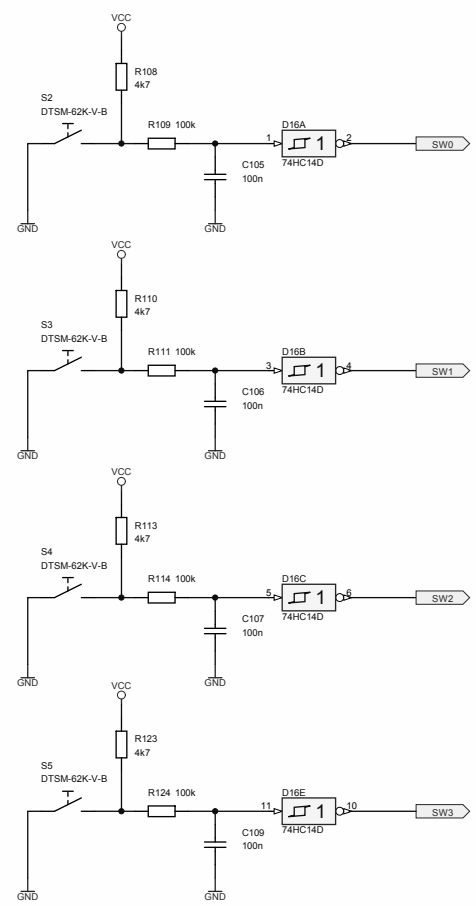 VCC
R108
4k7
S2
DTSM-62K-V-B
R109 100k
1
D16A
1
2
74HC14D
SW0
C105
100n
GND
GND
VCC
R110
4k7
S3
DTSM-62K-V-B
R111 100k
3
D16B
1
4
74HC14D
SW1
C106
100n
GND
GND
VCC
R113
4k7
S4
DTSM-62K-V-B
R114 100k
5
D16C
1
6
74HC14D
SW2
C107
100n
GND
GND
VCC
R123
4k7
S5
DTSM-62K-V-B
R124 100k
11
D16E
1
10
74HC14D
SW3
C109
100n
GND
GND